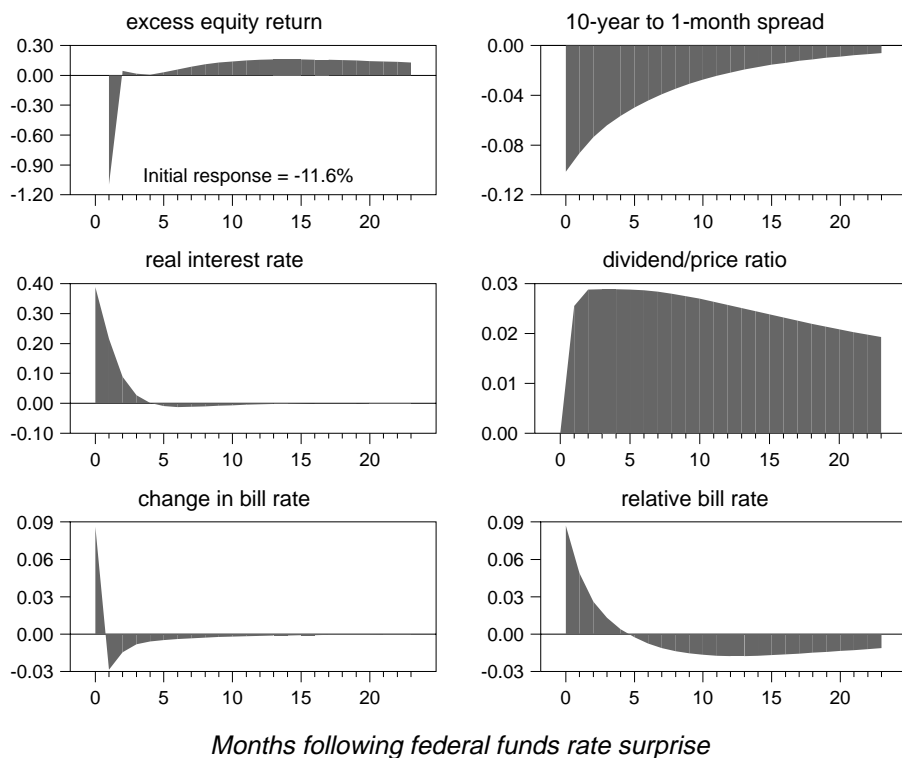 excess equity return
0.30
0.00
-0.30
-0.60
-0.90
-1.20
Initial response = -11.6%
0 5 10 15 20
10-year to 1-month spread
0.00
-0.04
-0.08
-0.12
0 5 10 15 20
real interest rate
0.40
0.30
0.20
0.10
0.00
-0.10
0 5 10 15 20
dividend/price ratio
0.03
0.02
0.01
0.00
0 5 10 15 20
change in bill rate
0.09
0.06
0.03
0.00
-0.03
0 5 10 15 20
relative bill rate
0.09
0.06
0.03
0.00
-0.03
0 5 10 15 20
Months following federal funds rate surprise